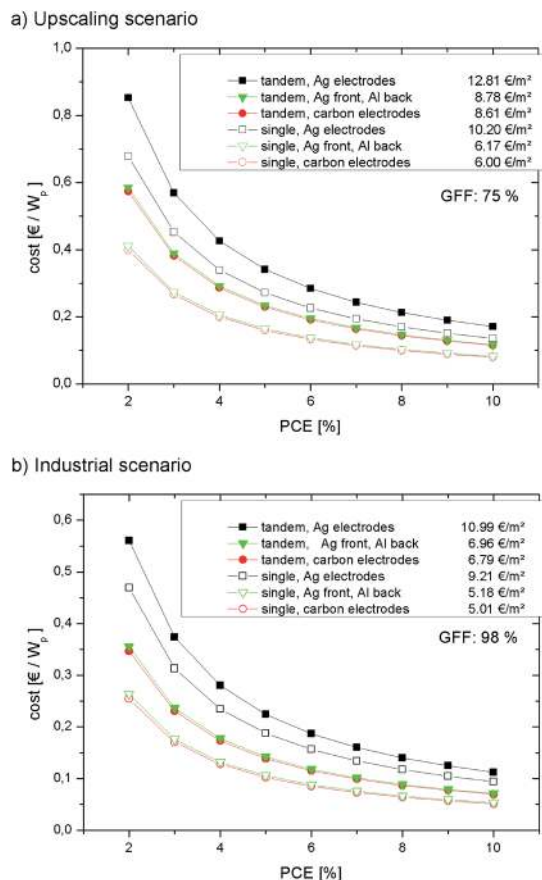 a) Upscaling scenario
1,0
0,8
0,6
0,4
0,2
0,0
cost [€ / Wp]
tandem, Ag electrodes 12.81 €/m²
tandem, Ag front, Al back 8.78 €/m²
tandem, carbon electrodes 8.61 €/m²
single, Ag electrodes 10.20 €/m²
single, Ag front, Al back 6.17 €/m²
single, carbon electrodes 6.00 €/m²
GFF: 75 %
2 4 6 8 10
PCE [%]
b) Industrial scenario
0,6
0,5
0,4
0,3
0,2
0,1
0,0
cost [€ / Wp]
tandem, Ag electrodes 10.99 €/m²
tandem, Ag front, Al back 6.96 €/m²
tandem, carbon electrodes 6.79 €/m²
single, Ag electrodes 9.21 €/m²
single, Ag front, Al back 5.18 €/m²
single, carbon electrodes 5.01 €/m²
GFF: 98 %
2 4 6 8 10
PCE [%]